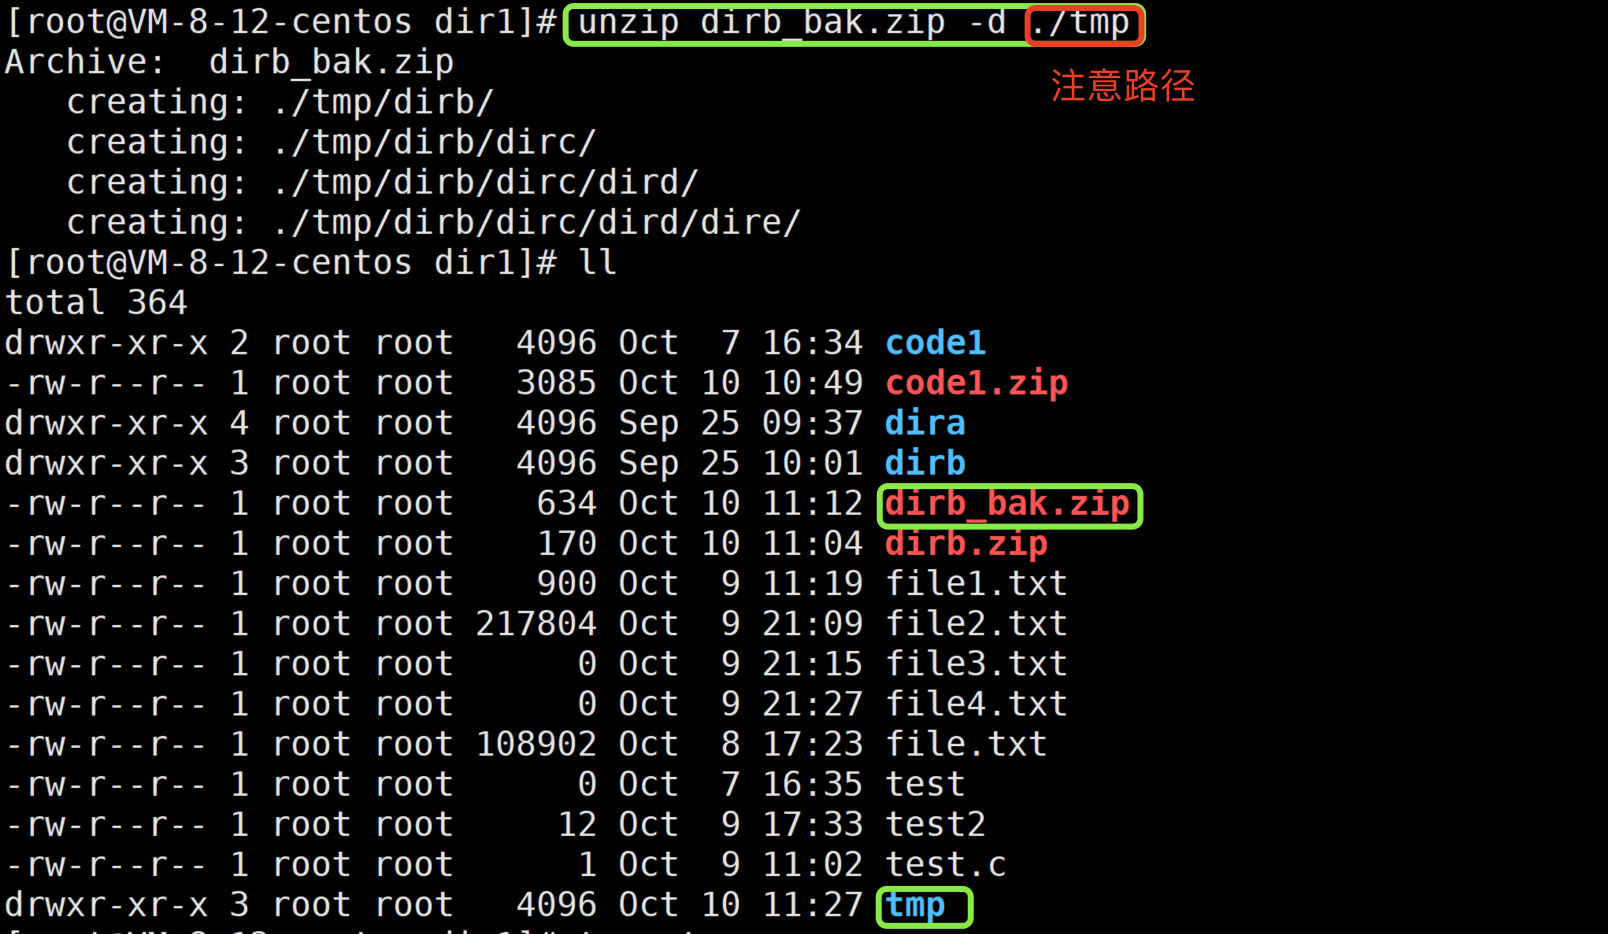 [root@VM-8-12-centos dir1]# unzip dirb_bak.zip -d ./tmp
Archive:  dirb_bak.zip
注意路径
   creating: ./tmp/dirb/
   creating: ./tmp/dirb/dirc/
   creating: ./tmp/dirb/dirc/dird/
   creating: ./tmp/dirb/dirc/dird/dire/
[root@VM-8-12-centos dir1]# ll
total 364
drwxr-xr-x 2 root root   4096 Oct  7 16:34 code1
-rw-r--r-- 1 root root   3085 Oct 10 10:49 code1.zip
drwxr-xr-x 4 root root   4096 Sep 25 09:37 dira
drwxr-xr-x 3 root root   4096 Sep 25 10:01 dirb
-rw-r--r-- 1 root root    634 Oct 10 11:12 dirb_bak.zip
-rw-r--r-- 1 root root    170 Oct 10 11:04 dirb.zip
-rw-r--r-- 1 root root    900 Oct  9 11:19 file1.txt
-rw-r--r-- 1 root root 217804 Oct  9 21:09 file2.txt
-rw-r--r-- 1 root root      0 Oct  9 21:15 file3.txt
-rw-r--r-- 1 root root      0 Oct  9 21:27 file4.txt
-rw-r--r-- 1 root root 108902 Oct  8 17:23 file.txt
-rw-r--r-- 1 root root      0 Oct  7 16:35 test
-rw-r--r-- 1 root root     12 Oct  9 17:33 test2
-rw-r--r-- 1 root root      1 Oct  9 11:02 test.c
drwxr-xr-x 3 root root   4096 Oct 10 11:27 tmp